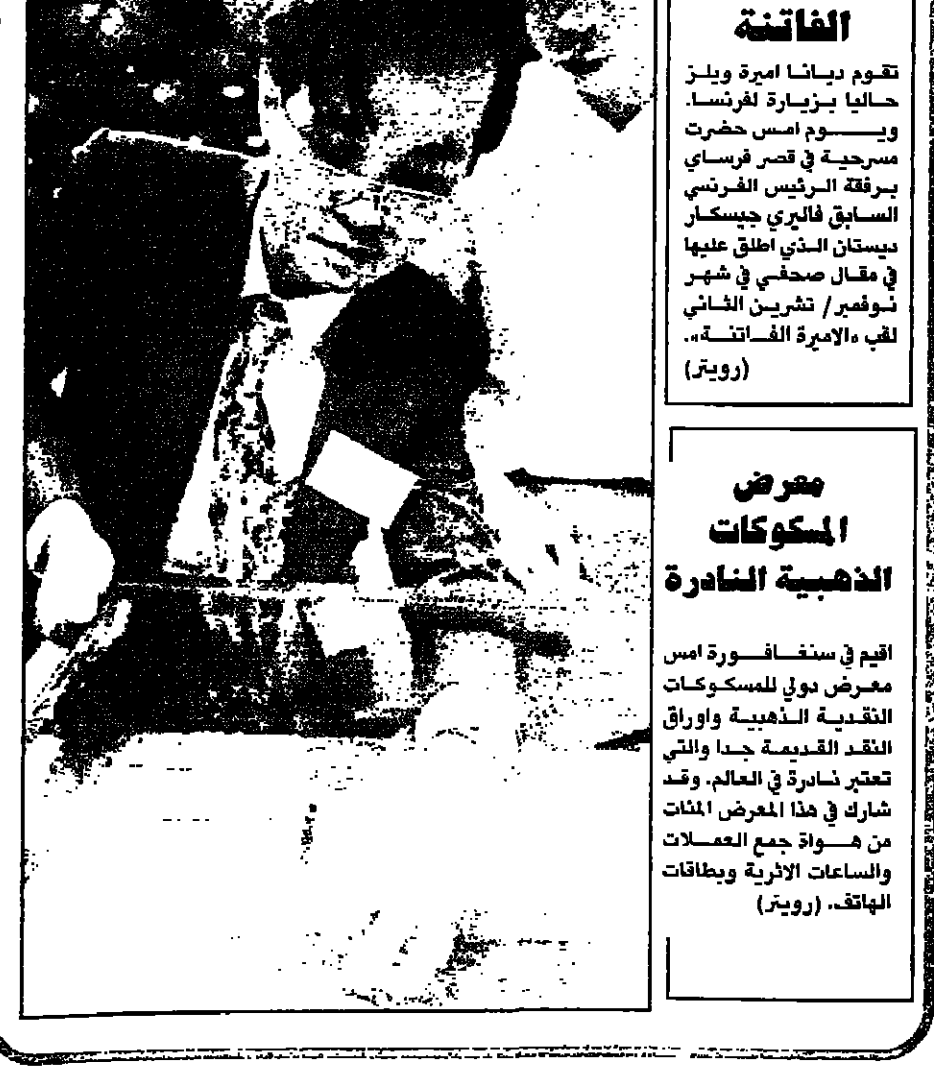 الفاتنة
تقوم ديانا اميرة ويلز
حاليا بزيارة لفرنسا.
ويوم امس حضرت
مسرحية في قصر فرساي
برفقة الرئيس الفرنسي
السابق فاليري جيسكار
ديستان الذي اطلق عليها
في مقال صحفي في شهر
نوفمبر / تشرين الثاني
لقب «الاميرة الفاتنة».
(رويتر)
معرض
المسكوكات
الذهبية النادرة
اقيم في سنغافورة امس
معرض دولي للمسكوكات
النقدية الذهبية واوراق
النقد القديمة جدا والتي
تعتبر نادرة في العالم. وقد
شارك في هذا المعرض المئات
من هواة جمع العملات
والساعات الاثرية وبطاقات
الهاتف. (رويتر)